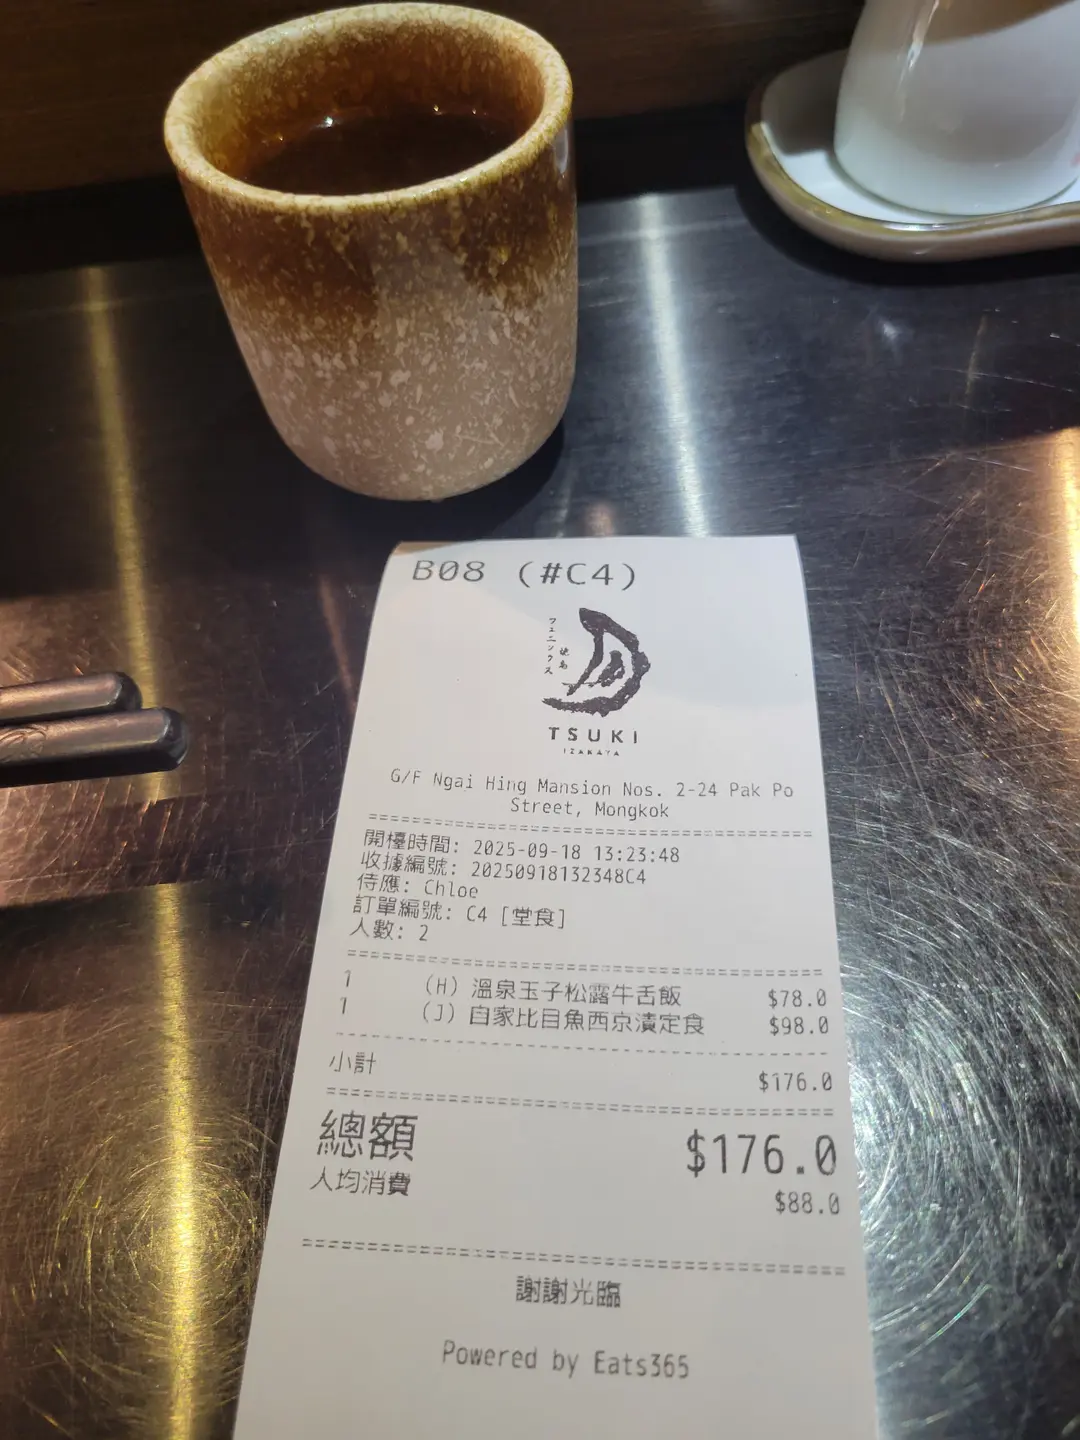 B08 (#C4)
フェニックス
焼鳥
TSUKI
IZAKAYA
G/F Ngai Hing Mansion Nos. 2-24 Pak Po
Street, Mongkok
開檯時間: 2025-09-18 13:23:48
收據編號: 20250918132348C4
侍應: Chloe
訂單編號: C4 [堂食]
人數: 2
1 (H) 溫泉玉子松露牛舌飯 $78.0
1 (J) 自家比目魚西京漬定食 $98.0
小計 $176.0
總額 $176.0
人均消費 $88.0
謝謝光臨
Powered by Eats365